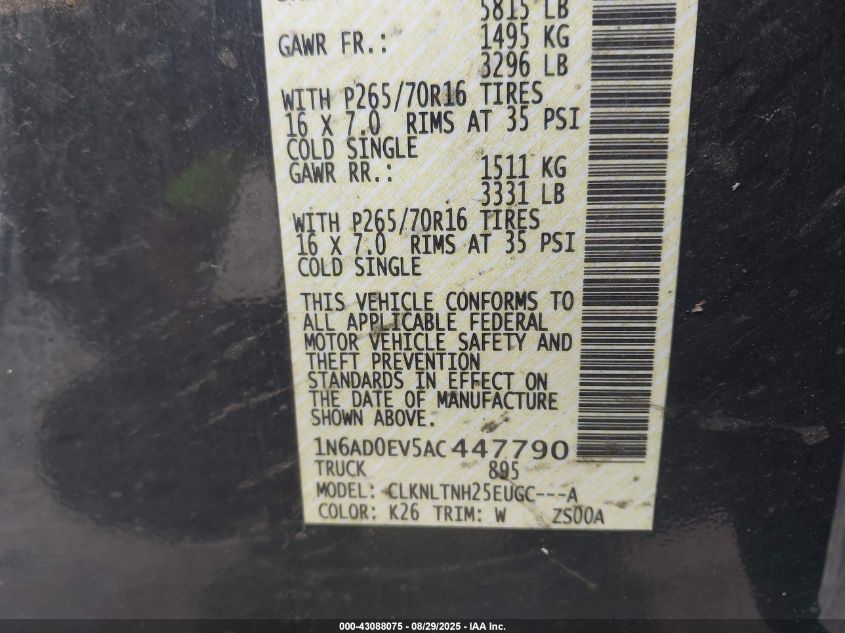 5815 LB
GAWR FR.: 1495 KG
3296 LB
WITH P265/70R16 TIRES
16 X 7.0 RIMS AT 35 PSI
COLD SINGLE
GAWR RR.: 1511 KG
3331 LB
WITH P265/70R16 TIRES
16 X 7.0 RIMS AT 35 PSI
COLD SINGLE
THIS VEHICLE CONFORMS TO
ALL APPLICABLE FEDERAL
MOTOR VEHICLE SAFETY AND
THEFT PREVENTION
STANDARDS IN EFFECT ON
THE DATE OF MANUFACTURE
SHOWN ABOVE.
1N6AD0EV5AC447790
TRUCK 895
MODEL: CLKNLTNH25EUGC---A
COLOR: K26 TRIM: W ZS00A
000-43088075 - 08/29/2025 - IAA Inc.